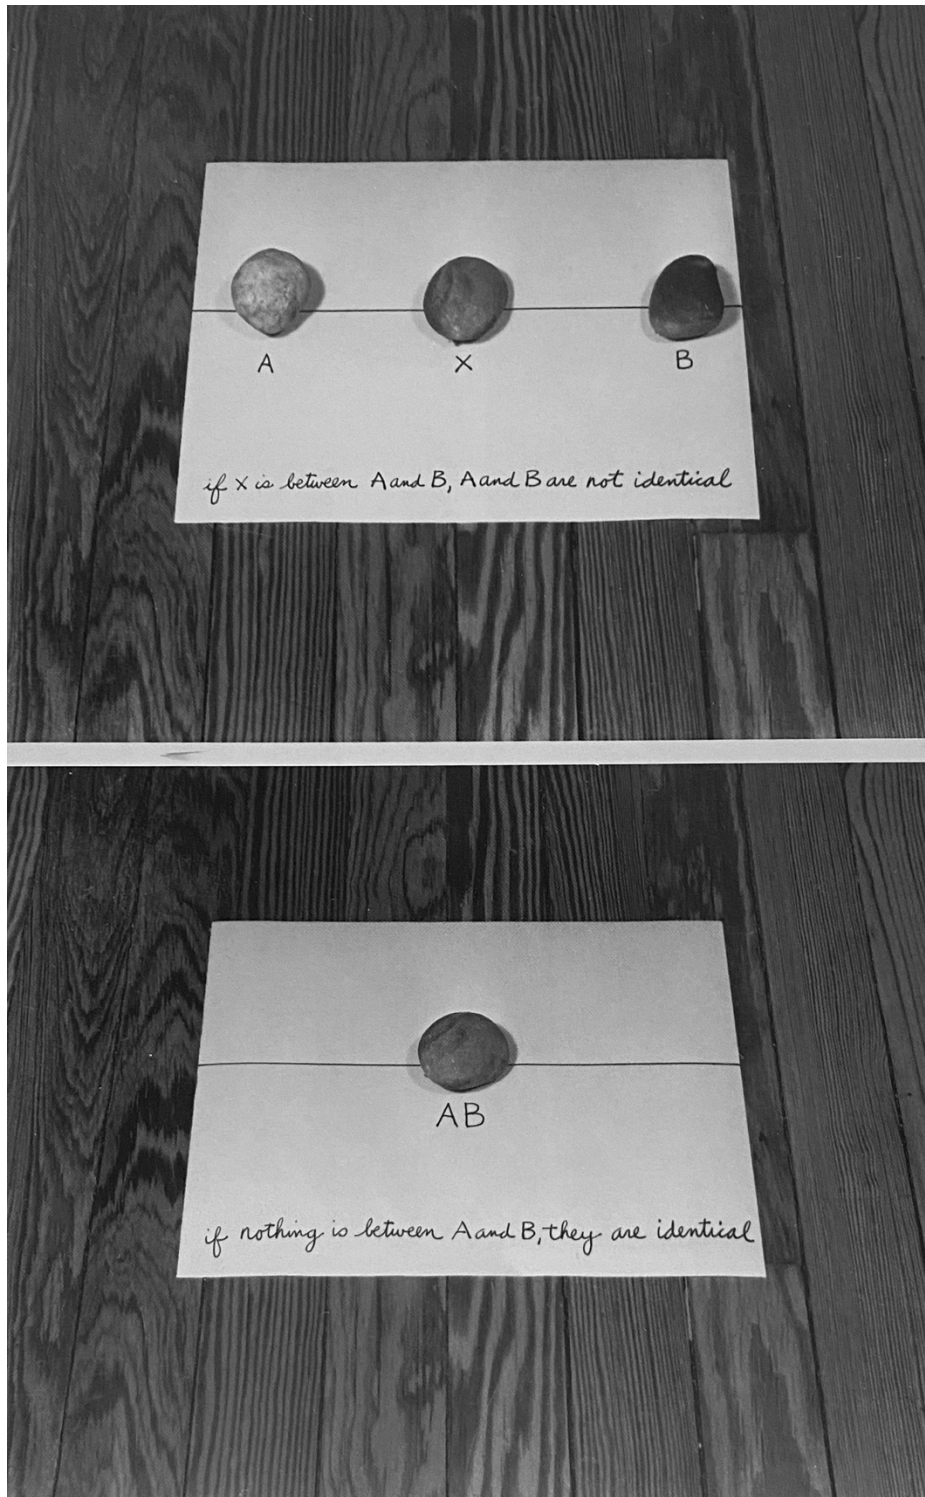 A X B
if x is between A and B, A and B are not identical
AB
if nothing is between A and B, they are identical